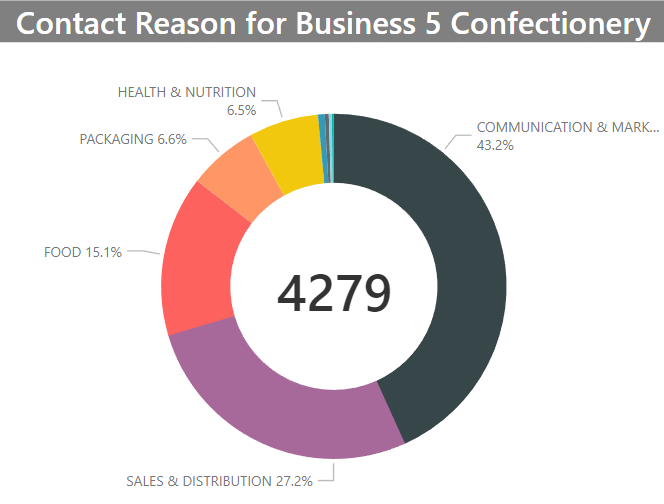 Contact Reason for Business 5 Confectionery
HEALTH & NUTRITION
6.5%
COMMUNICATION & MARK...
43.2%
PACKAGING 6.6%
FOOD 15.1%
4279
SALES & DISTRIBUTION 27.2%